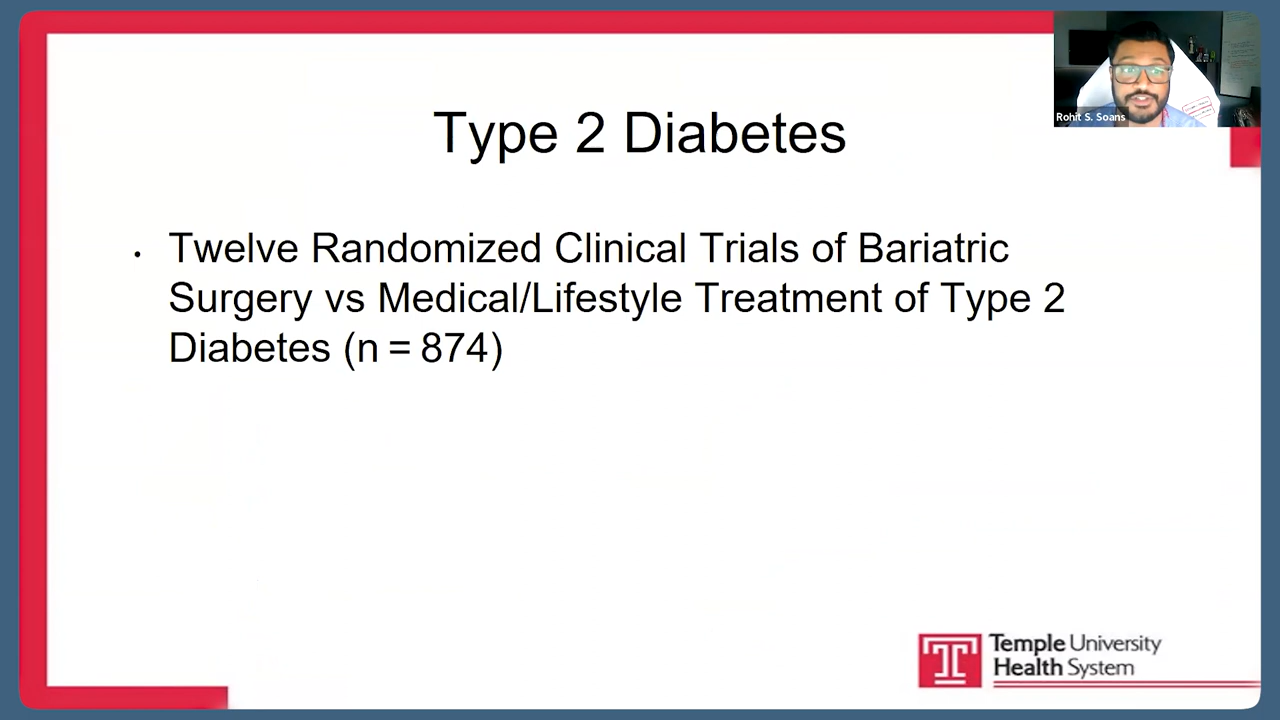 Rohit S. Soans
Type 2 Diabetes
• Twelve Randomized Clinical Trials of Bariatric
Surgery vs Medical/Lifestyle Treatment of Type 2
Diabetes (n = 874)
T
Temple University
Health System